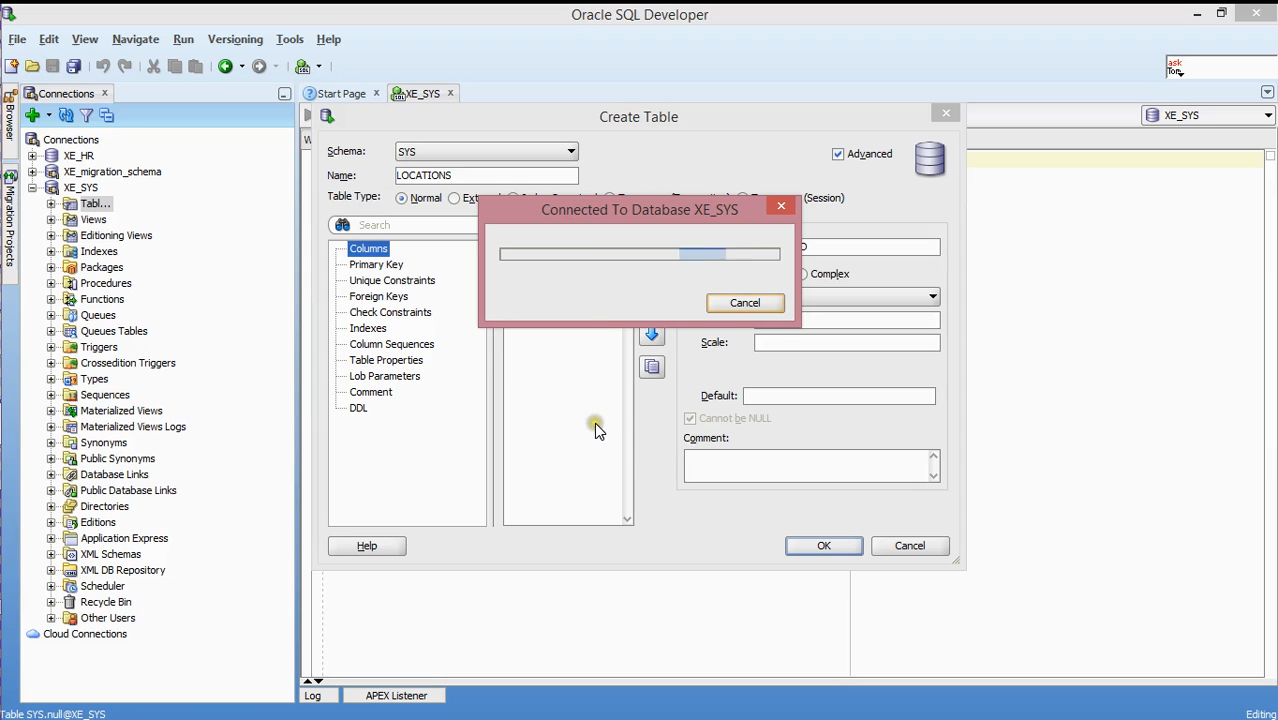 Oracle SQL Developer
File Edit View Navigate Run Versioning Tools Help
ask
Tom
Connections
Start Page
XE_SYS
Browser
Migration Projects
XE_SYS
Connections
XE_HR
XE_migration_schema
XE_SYS
Tabl...
Views
Editioning Views
Indexes
Packages
Procedures
Functions
Queues
Queues Tables
Triggers
Crossedition Triggers
Types
Sequences
Materialized Views
Materialized Views Logs
Synonyms
Public Synonyms
Database Links
Public Database Links
Directories
Editions
Application Express
XML Schemas
XML DB Repository
Scheduler
Recycle Bin
Other Users
Cloud Connections
Create Table
Schema: SYS
Advanced
Name: LOCATIONS
Table Type: Normal
(Session)
Search
Columns
Primary Key
Unique Constraints
Foreign Keys
Check Constraints
Indexes
Column Sequences
Table Properties
Lob Parameters
Comment
DDL
Connected To Database XE_SYS
Cancel
Complex
Scale:
Default:
Cannot be NULL
Comment:
Help
OK
Cancel
Log
APEX Listener
Table SYS.null@XE_SYS
Editing